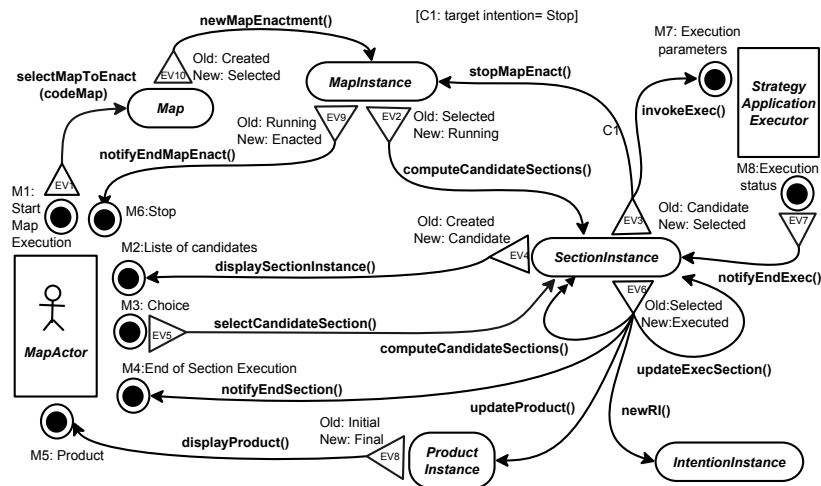 newMapEnactment()
[C1: target intention= Stop]
M7: Execution
parameters
Old: Created
New: Selected
EV10
selectMapToEnact
(codeMap)
Map
MapInstance
stopMapEnact()
Strategy
Application
Executor
invokeExec()
C1
Old: Running
New: Enacted
EV9
EV2
Old: Selected
New: Running
notifyEndMapEnact()
computeCandidateSections()
M8:Execution
status
EV7
M1:
Start
Map
Execution
EV1
M6:Stop
EV3
Old: Candidate
New: Selected
Old: Created
New: Candidate
M2:Liste of candidates
displaySectionInstance()
EV4
SectionInstance
notifyEndExec()
M3: Choice
EV5
selectCandidateSection()
EV6
Old:Selected
New:Executed
MapActor
computeCandidateSections()
M4:End of Section Execution
updateExecSection()
notifyEndSection()
updateProduct()
newRI()
Old: Initial
New: Final
displayProduct()
EV8
Product
Instance
IntentionInstance
M5: Product